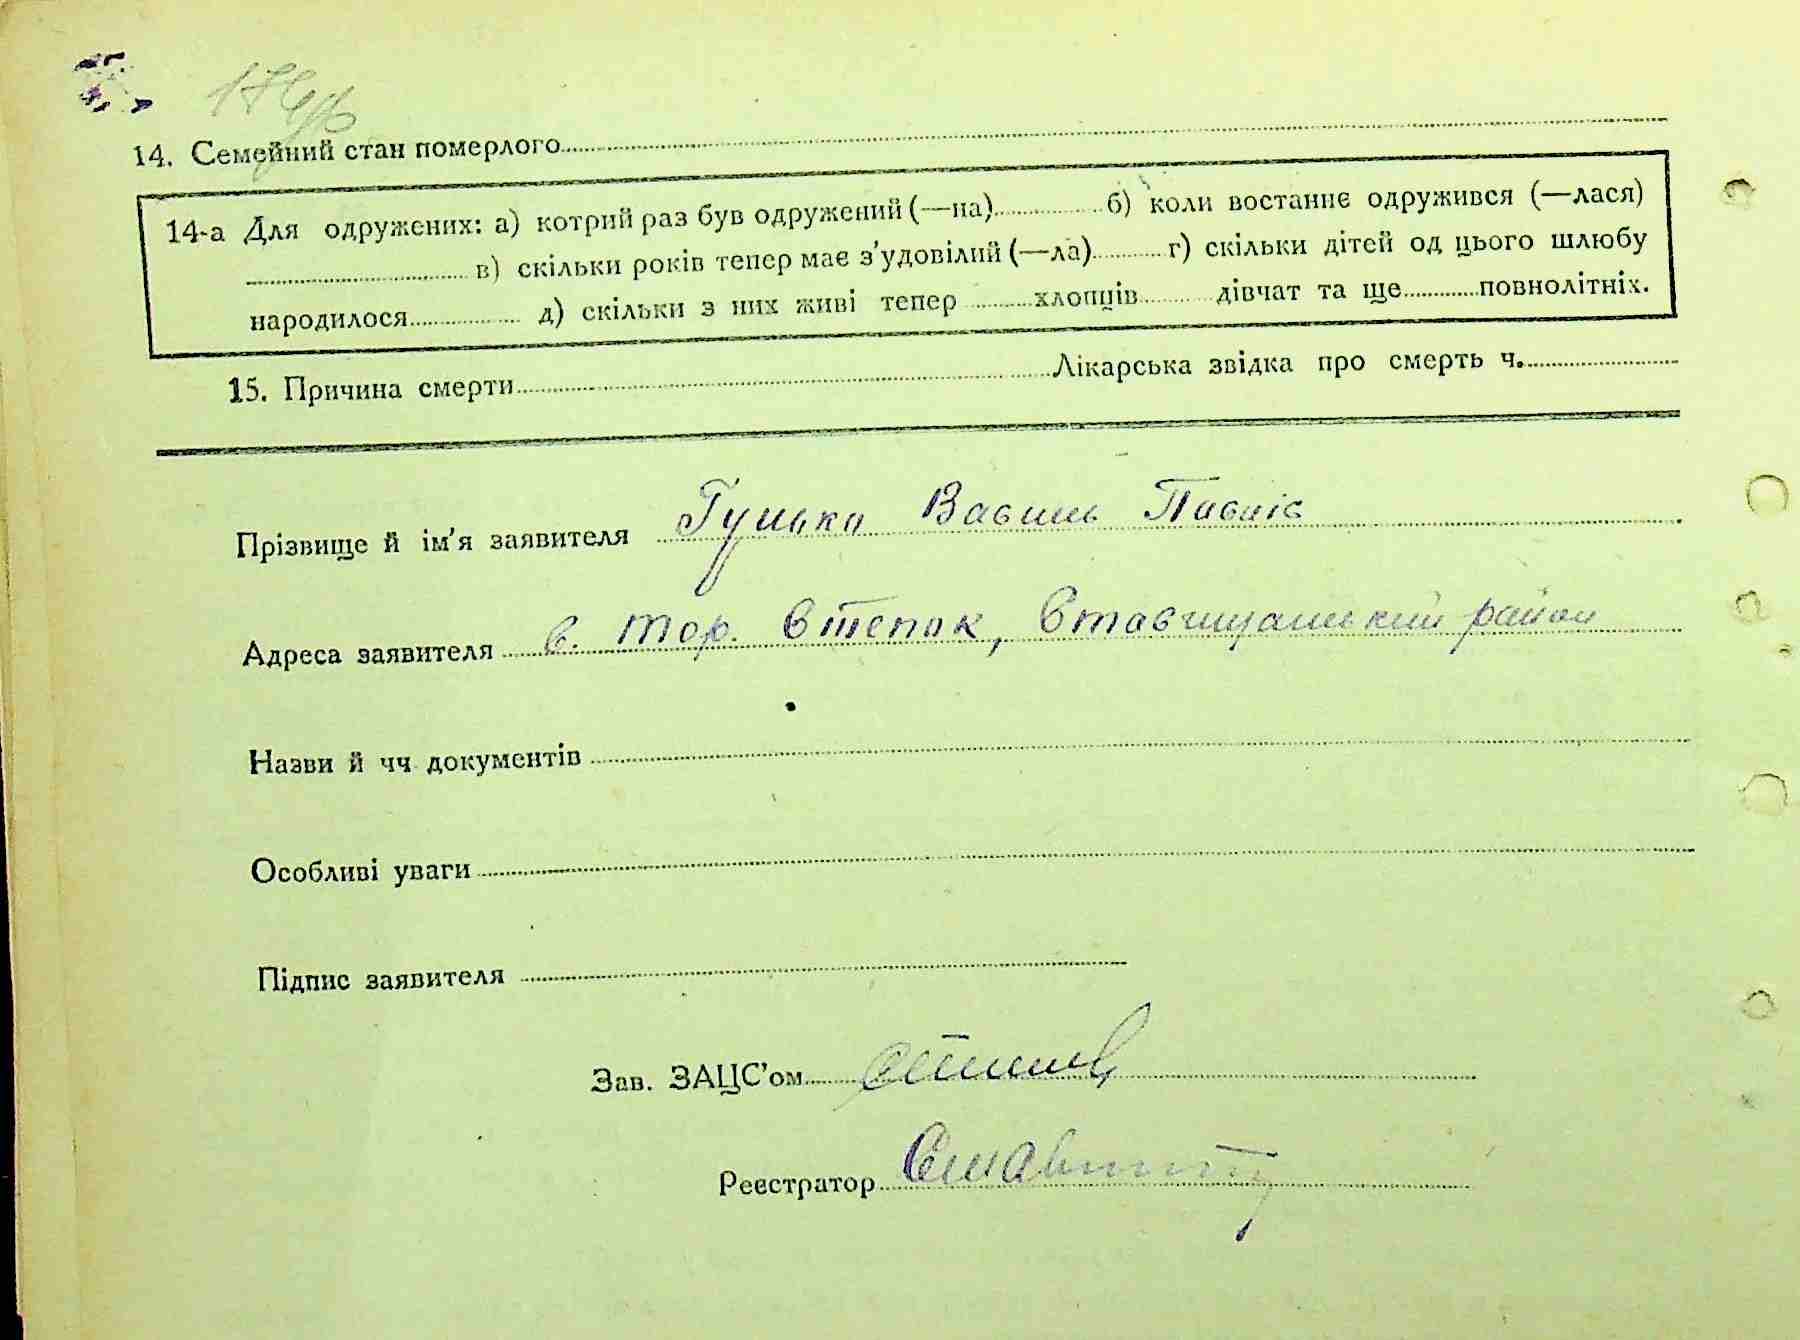 14. Семейний стан померлого
14-а Для одружених: а) котрий раз був одружений (—на) б) коли востаннє одружився (—лася)
в) скільки років тепер має з'удовілий (—ла) г) скільки дітей од цього шлюбу
народилося д) скільки з них живі тепер хлопців дівчат та ще повнолітніх.
15. Причина смерти Лікарська звідка про смерть ч.
Прізвище й ім'я заявителя Гунько Василь Павлів
Адреса заявителя с. Тор. Степок, Ставищанський район
Назви й чч документів
Особливі уваги
Підпис заявителя
Зав. ЗАЦС'ом
Реєстратор